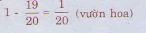 1 - 19/20 = 1/20 (vườn hoa)